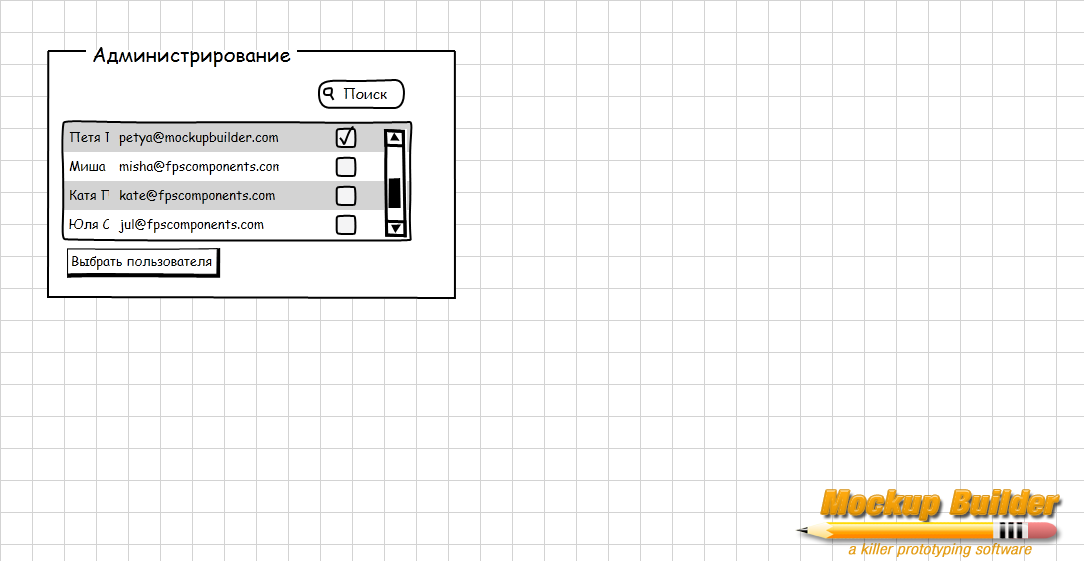 Администрирование
Поиск
Петя petya@mockupbuilder.com
Миша misha@fpscomponents.con
Катя kate@fpscomponents.com
Юля jul@fpscomponents.com
Выбрать пользователя
Mockup Builder
a killer prototyping software